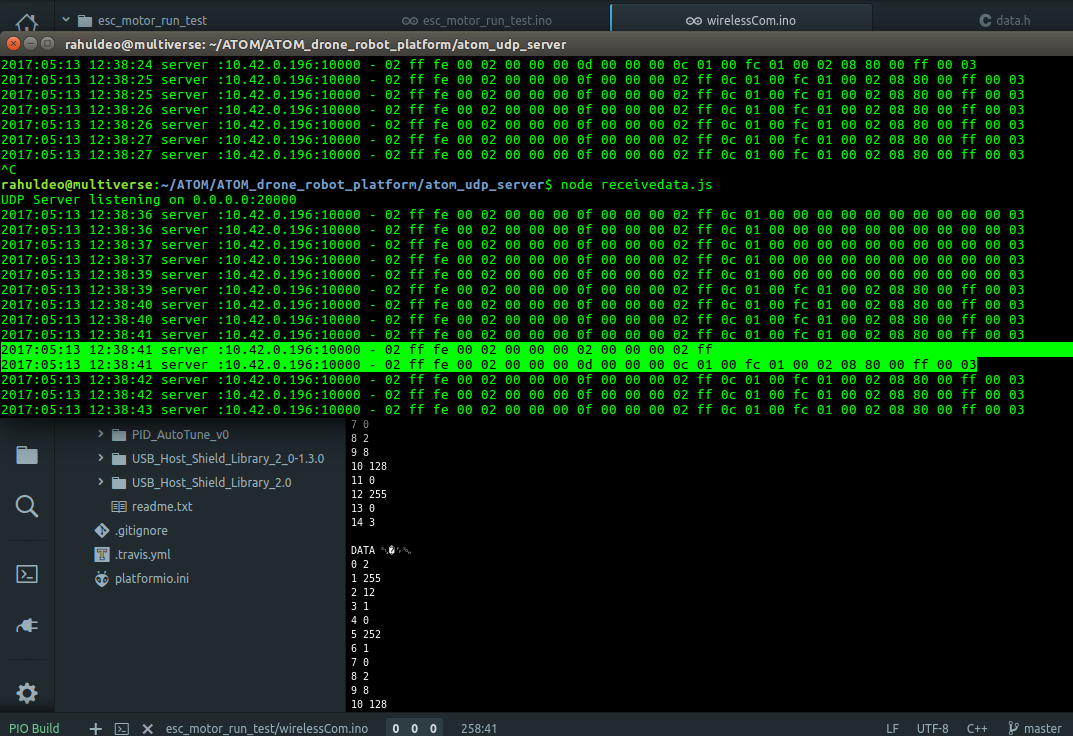 esc_motor_run_test
esc_motor_run_test.ino
wirelessCom.ino
data.h
rahuldeo@multiverse: ~/ATOM/ATOM_drone_robot_platform/atom_udp_server
2017:05:13 12:38:24 server :10.42.0.196:10000 - 02 ff fe 00 02 00 00 00 0d 00 00 00 0c 01 00 fc 01 00 02 08 80 00 ff 00 03
2017:05:13 12:38:25 server :10.42.0.196:10000 - 02 ff fe 00 02 00 00 00 0f 00 00 00 02 ff 0c 01 00 fc 01 00 02 08 80 00 ff 00 03
2017:05:13 12:38:25 server :10.42.0.196:10000 - 02 ff fe 00 02 00 00 00 0f 00 00 00 02 ff 0c 01 00 fc 01 00 02 08 80 00 ff 00 03
2017:05:13 12:38:26 server :10.42.0.196:10000 - 02 ff fe 00 02 00 00 00 0f 00 00 00 02 ff 0c 01 00 fc 01 00 02 08 80 00 ff 00 03
2017:05:13 12:38:26 server :10.42.0.196:10000 - 02 ff fe 00 02 00 00 00 0f 00 00 00 02 ff 0c 01 00 fc 01 00 02 08 80 00 ff 00 03
2017:05:13 12:38:27 server :10.42.0.196:10000 - 02 ff fe 00 02 00 00 00 0f 00 00 00 02 ff 0c 01 00 fc 01 00 02 08 80 00 ff 00 03
2017:05:13 12:38:27 server :10.42.0.196:10000 - 02 ff fe 00 02 00 00 00 0f 00 00 00 02 ff 0c 01 00 fc 01 00 02 08 80 00 ff 00 03
^C
rahuldeo@multiverse:~/ATOM/ATOM_drone_robot_platform/atom_udp_server$ node receivedata.js
UDP Server listening on 0.0.0.0:20000
2017:05:13 12:38:36 server :10.42.0.196:10000 - 02 ff fe 00 02 00 00 00 0f 00 00 00 02 ff 0c 01 00 00 00 00 00 00 00 00 00 00 03
2017:05:13 12:38:36 server :10.42.0.196:10000 - 02 ff fe 00 02 00 00 00 0f 00 00 00 02 ff 0c 01 00 00 00 00 00 00 00 00 00 00 03
2017:05:13 12:38:37 server :10.42.0.196:10000 - 02 ff fe 00 02 00 00 00 0f 00 00 00 02 ff 0c 01 00 00 00 00 00 00 00 00 00 00 03
2017:05:13 12:38:37 server :10.42.0.196:10000 - 02 ff fe 00 02 00 00 00 0f 00 00 00 02 ff 0c 01 00 00 00 00 00 00 00 00 00 00 03
2017:05:13 12:38:39 server :10.42.0.196:10000 - 02 ff fe 00 02 00 00 00 0f 00 00 00 02 ff 0c 01 00 00 00 00 00 00 00 00 00 00 03
2017:05:13 12:38:39 server :10.42.0.196:10000 - 02 ff fe 00 02 00 00 00 0f 00 00 00 02 ff 0c 01 00 00 00 00 00 00 00 00 00 00 03
2017:05:13 12:38:40 server :10.42.0.196:10000 - 02 ff fe 00 02 00 00 00 0f 00 00 00 02 ff 0c 01 00 fc 01 00 02 08 80 00 ff 00 03
2017:05:13 12:38:40 server :10.42.0.196:10000 - 02 ff fe 00 02 00 00 00 0f 00 00 00 02 ff 0c 01 00 fc 01 00 02 08 80 00 ff 00 03
2017:05:13 12:38:41 server :10.42.0.196:10000 - 02 ff fe 00 02 00 00 00 0f 00 00 00 02 ff 0c 01 00 fc 01 00 02 08 80 00 ff 00 03
2017:05:13 12:38:41 server :10.42.0.196:10000 - 02 ff fe 00 02 00 00 00 02 00 00 00 02 ff
2017:05:13 12:38:41 server :10.42.0.196:10000 - 02 ff fe 00 02 00 00 00 0d 00 00 00 0c 01 00 fc 01 00 02 08 80 00 ff 00 03
2017:05:13 12:38:42 server :10.42.0.196:10000 - 02 ff fe 00 02 00 00 00 0f 00 00 00 02 ff 0c 01 00 fc 01 00 02 08 80 00 ff 00 03
2017:05:13 12:38:42 server :10.42.0.196:10000 - 02 ff fe 00 02 00 00 00 0f 00 00 00 02 ff 0c 01 00 fc 01 00 02 08 80 00 ff 00 03
2017:05:13 12:38:43 server :10.42.0.196:10000 - 02 ff fe 00 02 00 00 00 0f 00 00 00 02 ff 0c 01 00 fc 01 00 02 08 80 00 ff 00 03
PID_AutoTune_v0
USB_Host_Shield_Library_2_0-1.3.0
USB_Host_Shield_Library_2.0
readme.txt
.gitignore
.travis.yml
platformio.ini
7 0
8 2
9 8
10 128
11 0
12 255
13 0
14 3
DATA
0 2
1 255
2 12
3 1
4 0
5 252
6 1
7 0
8 2
9 8
10 128
PIO Build
esc_motor_run_test/wirelessCom.ino
0 0 0
258:41
LF
UTF-8
C++
master